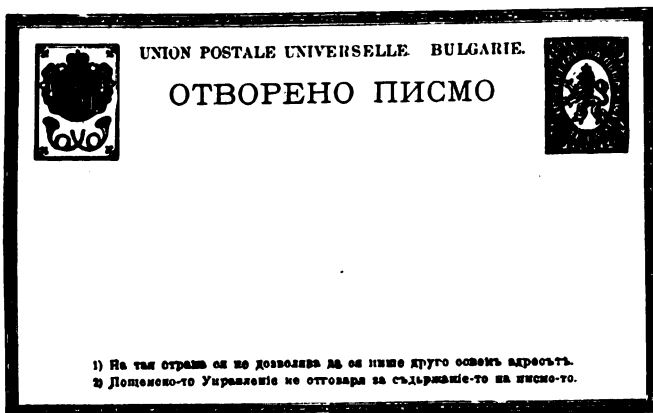 UNION POSTALE UNIVERSELLE. BULGARIE.
ОТВОРЕНО ПИСМО
1) На тая страна ся не дозволява да ся пише друго освенъ адресътъ.
2) Пощенско-то Управление не отговаря за съдържание-то на писмо-то.